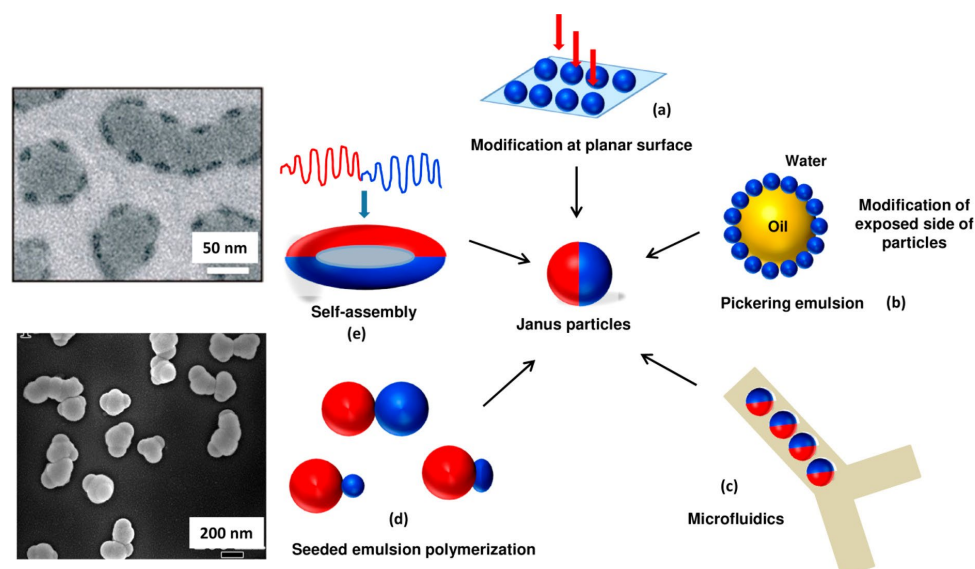 (a)
Modification at planar surface
Water
Oil
Modification of
exposed side of
particles
Pickering emulsion
(b)
50 nm
Self-assembly
(e)
Janus particles
200 nm
(d)
Seeded emulsion polymerization
(c)
Microfluidics